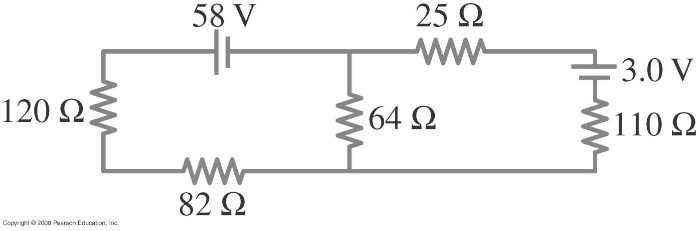 58 V
25 Ω
3.0 V
120 Ω
64 Ω
110 Ω
82 Ω
Copyright © 2008 Pearson Education, Inc.